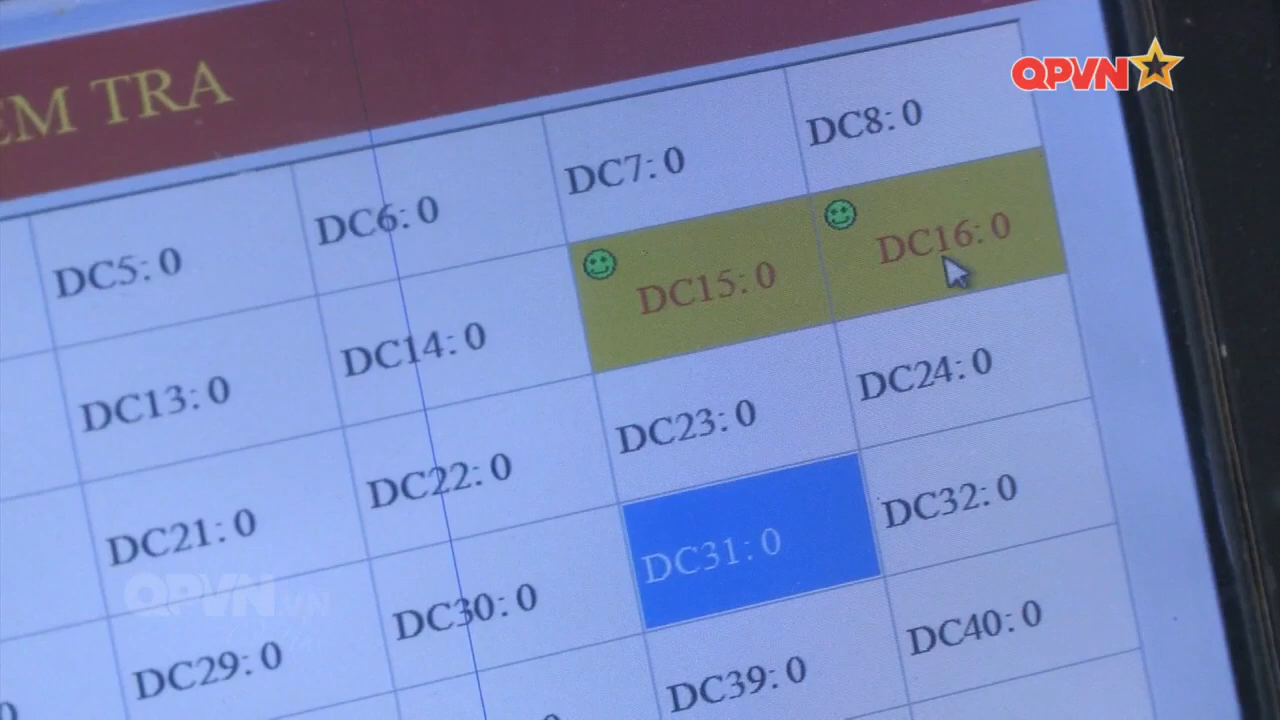 QPVN
EM TRA
DC5: 0 DC6: 0 DC7: 0 DC8: 0
DC13: 0 DC14: 0 DC15: 0 DC16: 0
DC21: 0 DC22: 0 DC23: 0 DC24: 0
DC29: 0 DC30: 0 DC31: 0 DC32: 0
DC39: 0 DC40: 0
QPVN.VN